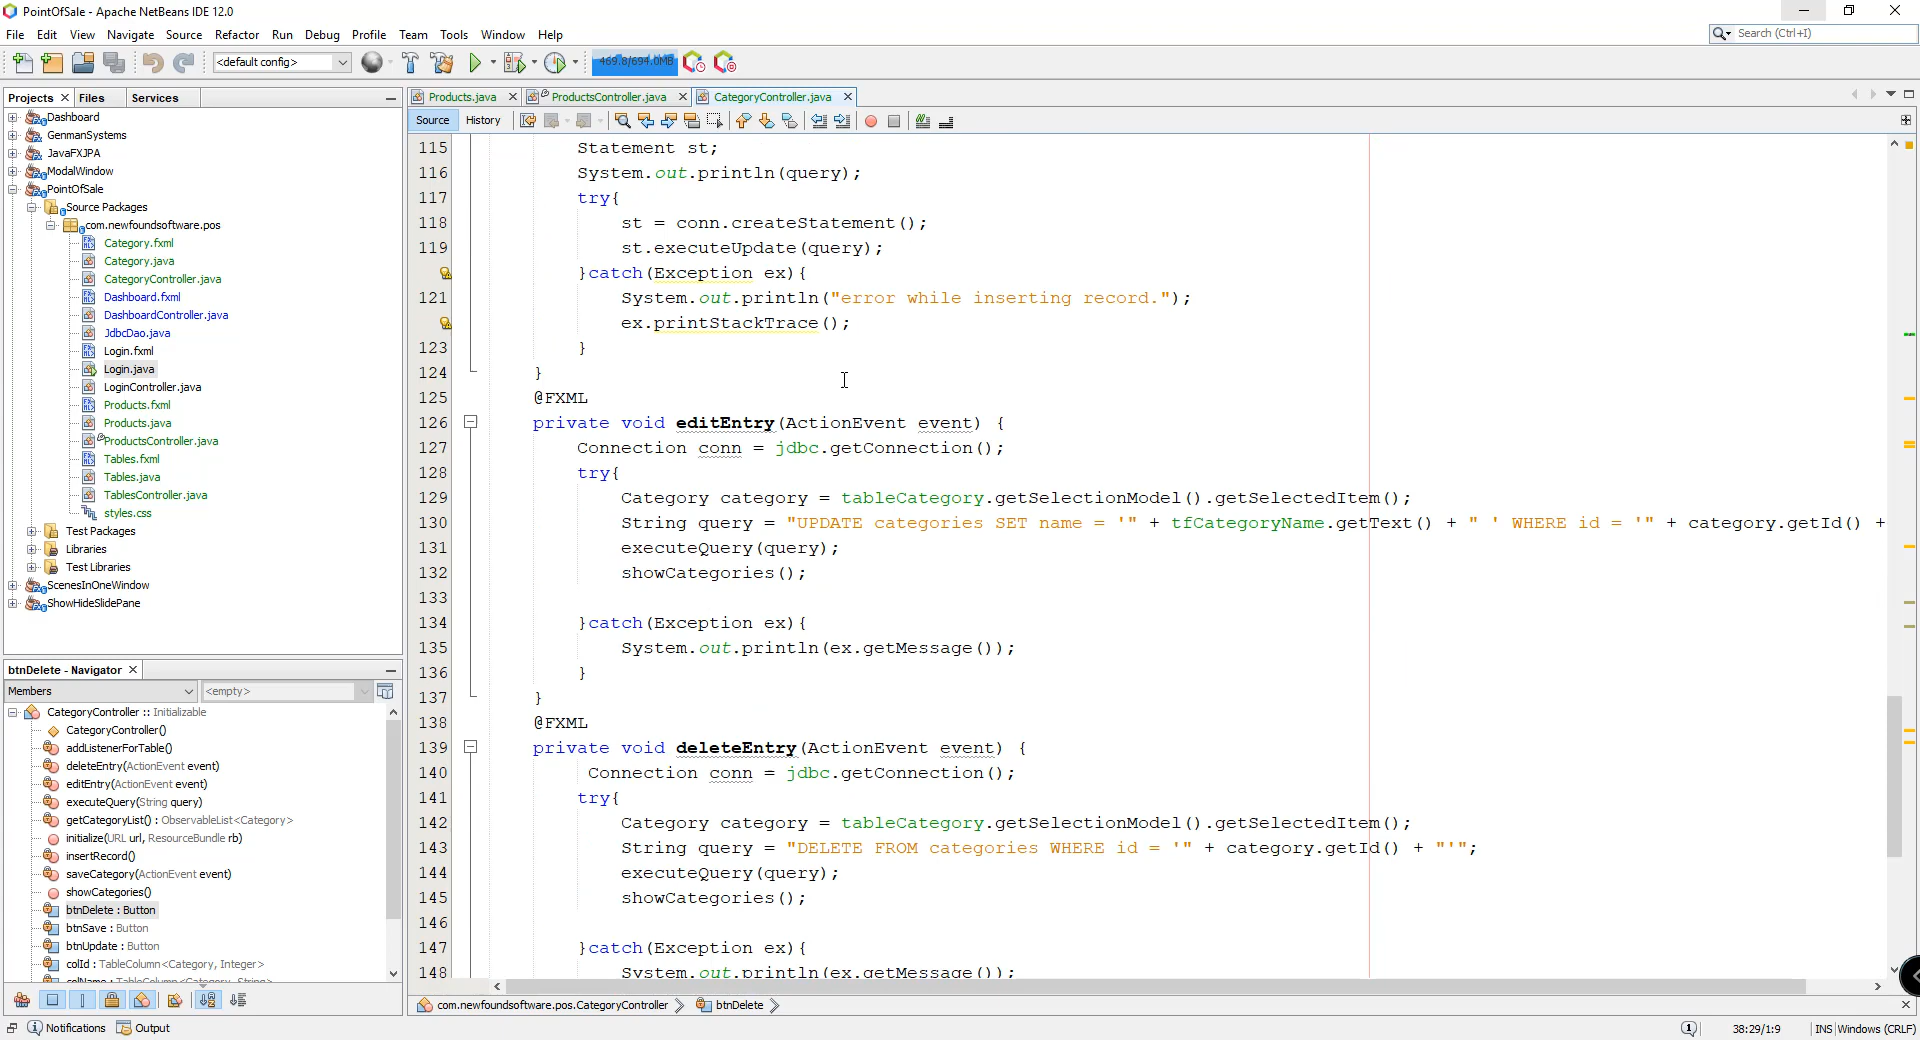 PointOfSale - Apache NetBeans IDE 12.0
File Edit View Navigate Source Refactor Run Debug Profile Team Tools Window Help
Search (Ctrl+I)
<default config>
469.8/694.0MB
Projects Files Services
Products.java ProductsController.java CategoryController.java
Source History
Dashboard
GenmanSystems
JavaFXJPA
ModalWindow
PointOfSale
Source Packages
com.newfoundsoftware.pos
Category.fxml
Category.java
CategoryController.java
Dashboard.fxml
DashboardController.java
JdbcDao.java
Login.fxml
Login.java
LoginController.java
Products.fxml
Products.java
ProductsController.java
Tables.fxml
Tables.java
TablesController.java
styles.css
Test Packages
Libraries
Test Libraries
ScenesInOneWindow
ShowHideSlidePane
btnDelete - Navigator
Members <empty>
CategoryController :: Initializable
CategoryController()
addListenerForTable()
deleteEntry(ActionEvent event)
editEntry(ActionEvent event)
executeQuery(String query)
getCategoryList() : ObservableList<Category>
initialize(URL url, ResourceBundle rb)
insertRecord()
saveCategory(ActionEvent event)
showCategories()
btnDelete : Button
btnSave : Button
btnUpdate : Button
colId : TableColumn<Category, Integer>
colName : TableColumn<Category, String>
115 Statement st;
116 System.out.println(query);
117 try{
118 st = conn.createStatement();
119 st.executeUpdate(query);
}catch(Exception ex){
121 System.out.println("error while inserting record.");
ex.printStackTrace();
123 }
124 }
125 @FXML
126 private void editEntry(ActionEvent event) {
127 Connection conn = jdbc.getConnection();
128 try{
129 Category category = tableCategory.getSelectionModel().getSelectedItem();
130 String query = "UPDATE categories SET name = '" + tfCategoryName.getText() + " ' WHERE id = '" + category.getId() +
131 executeQuery(query);
132 showCategories();
133
134 }catch(Exception ex){
135 System.out.println(ex.getMessage());
136 }
137 }
138 @FXML
139 private void deleteEntry(ActionEvent event) {
140 Connection conn = jdbc.getConnection();
141 try{
142 Category category = tableCategory.getSelectionModel().getSelectedItem();
143 String query = "DELETE FROM categories WHERE id = '" + category.getId() + "'";
144 executeQuery(query);
145 showCategories();
146
147 }catch(Exception ex){
148 System.out.println(ex.getMessage());
com.newfoundsoftware.pos.CategoryController btnDelete
Notifications Output
38:29/1:9 INS Windows (CRLF)